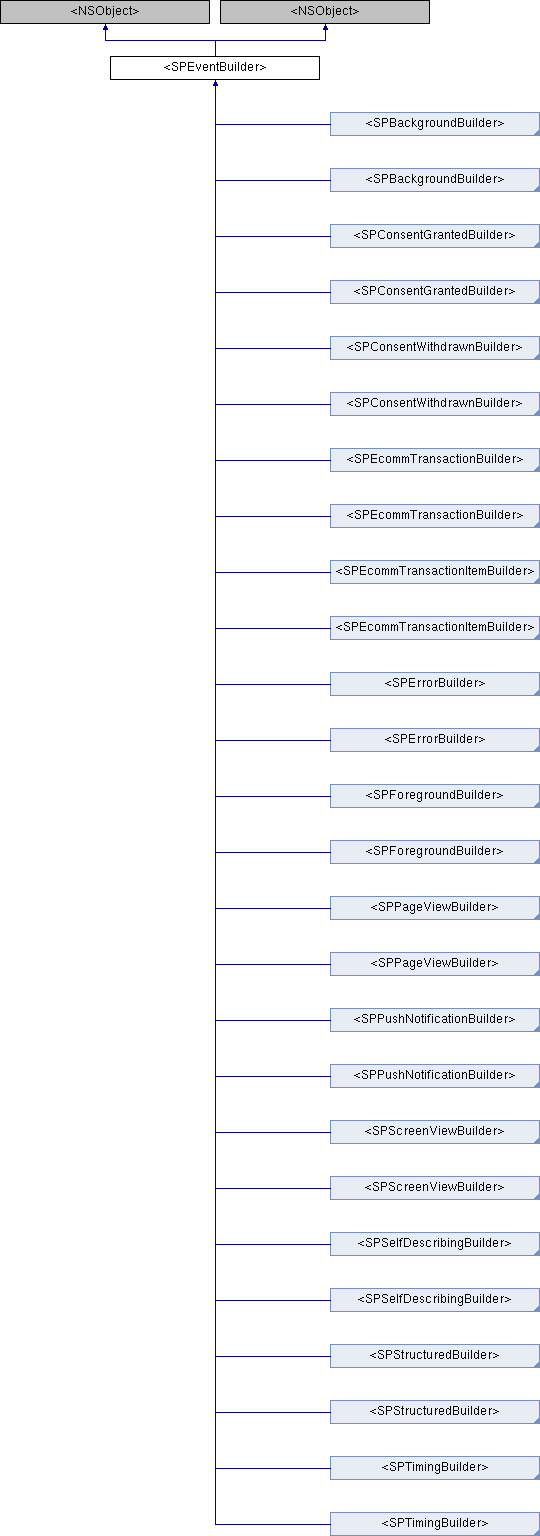 <NSObject>
<NSObject>
<SPEventBuilder>
<SPBackgroundBuilder>
<SPBackgroundBuilder>
<SPConsentGrantedBuilder>
<SPConsentGrantedBuilder>
<SPConsentWithdrawnBuilder>
<SPConsentWithdrawnBuilder>
<SPEcommTransactionBuilder>
<SPEcommTransactionBuilder>
<SPEcommTransactionItemBuilder>
<SPEcommTransactionItemBuilder>
<SPErrorBuilder>
<SPErrorBuilder>
<SPForegroundBuilder>
<SPForegroundBuilder>
<SPPageViewBuilder>
<SPPageViewBuilder>
<SPPushNotificationBuilder>
<SPPushNotificationBuilder>
<SPScreenViewBuilder>
<SPScreenViewBuilder>
<SPSelfDescribingBuilder>
<SPSelfDescribingBuilder>
<SPStructuredBuilder>
<SPStructuredBuilder>
<SPTimingBuilder>
<SPTimingBuilder>